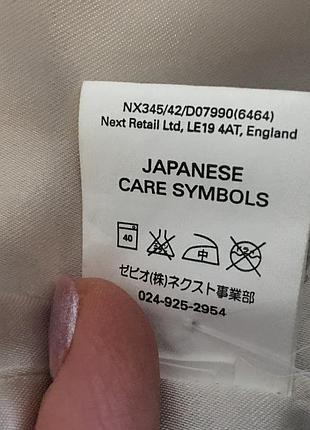 NX345/42/D07990(6464)
Next Retail Ltd, LE19 4AT, England
JAPANESE
CARE SYMBOLS
40 中
ゼビオ(株)ネクスト事業部
024-925-2954